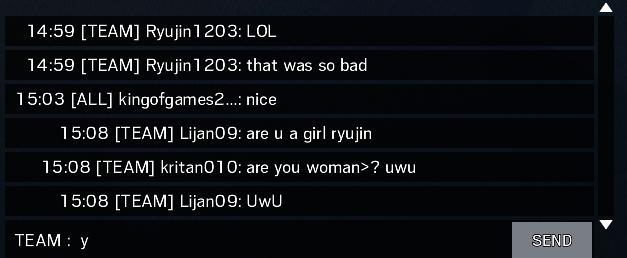 14:59 [TEAM] Ryujin1203: LOL
14:59 [TEAM] Ryujin1203: that was so bad
15:03 [ALL] kingofgames2...: nice
15:08 [TEAM] Lijan09: are u a girl ryujin
15:08 [TEAM] kritan010: are you woman>? uwu
15:08 [TEAM] Lijan09: UwU
TEAM : y SEND